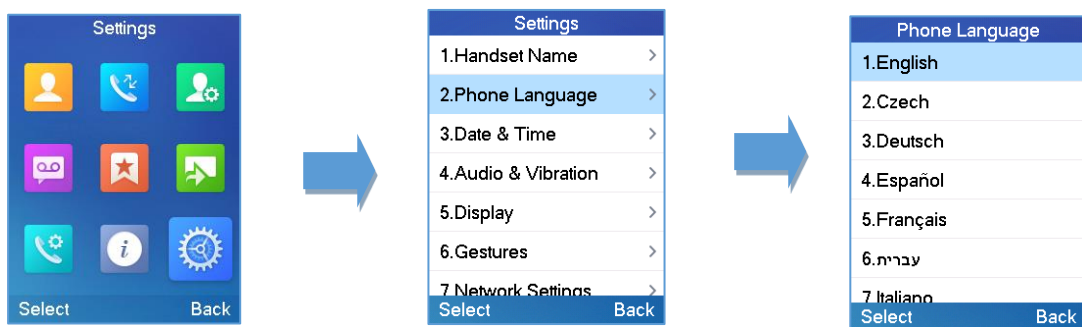 Settings
Select Back
Settings
1.Handset Name
2.Phone Language
3.Date & Time
4.Audio & Vibration
5.Display
6.Gestures
7.Network Settings
Select Back
Phone Language
1.English
2.Czech
3.Deutsch
4.Español
5.Français
6.עברית
7.Italiano
Select Back